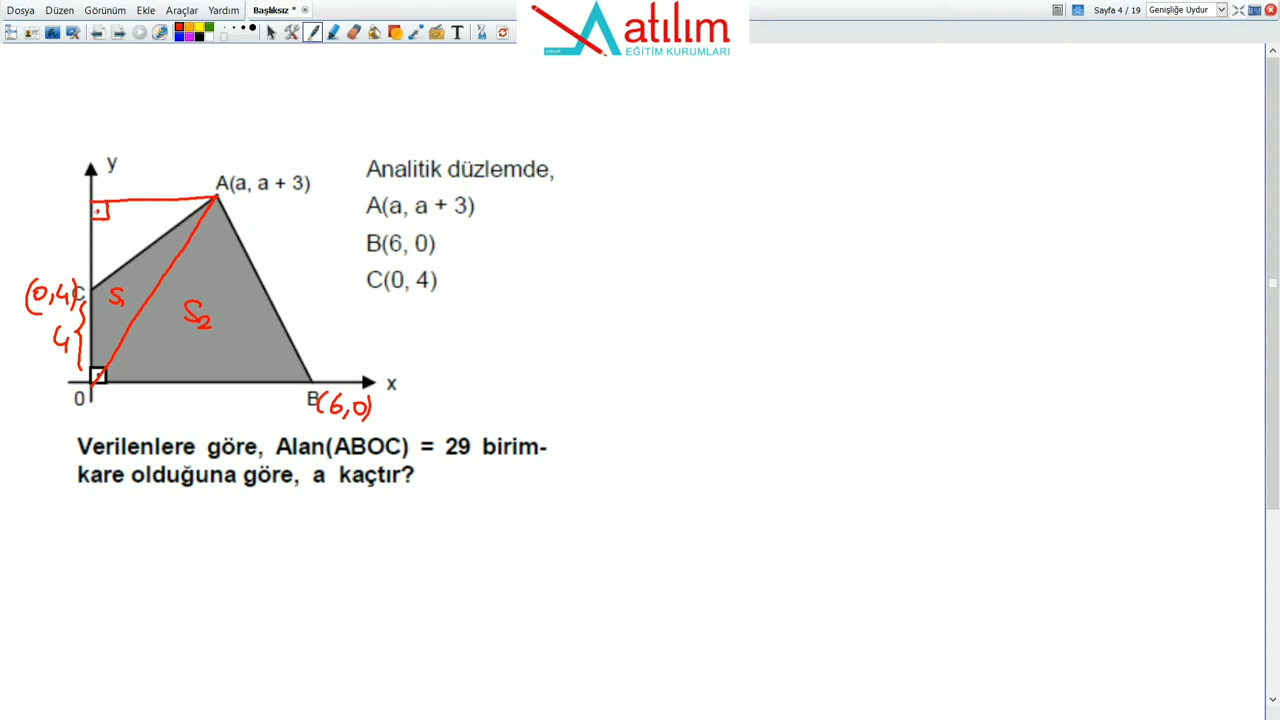 Dosya Düzen Görünüm Ekle Araçlar Yardım Başlıksız * Sayfa 4 / 19 Genişliğe Uydur
T
atılım
EĞİTİM KURUMLARI
y
A(a, a + 3)
Analitik düzlemde,
A(a, a + 3)
B(6, 0)
C(0, 4)
(0,4) C
S1
S2
4
x
0
B (6,0)
Verilenlere göre, Alan(ABOC) = 29 birim-
kare olduğuna göre, a kaçtır?